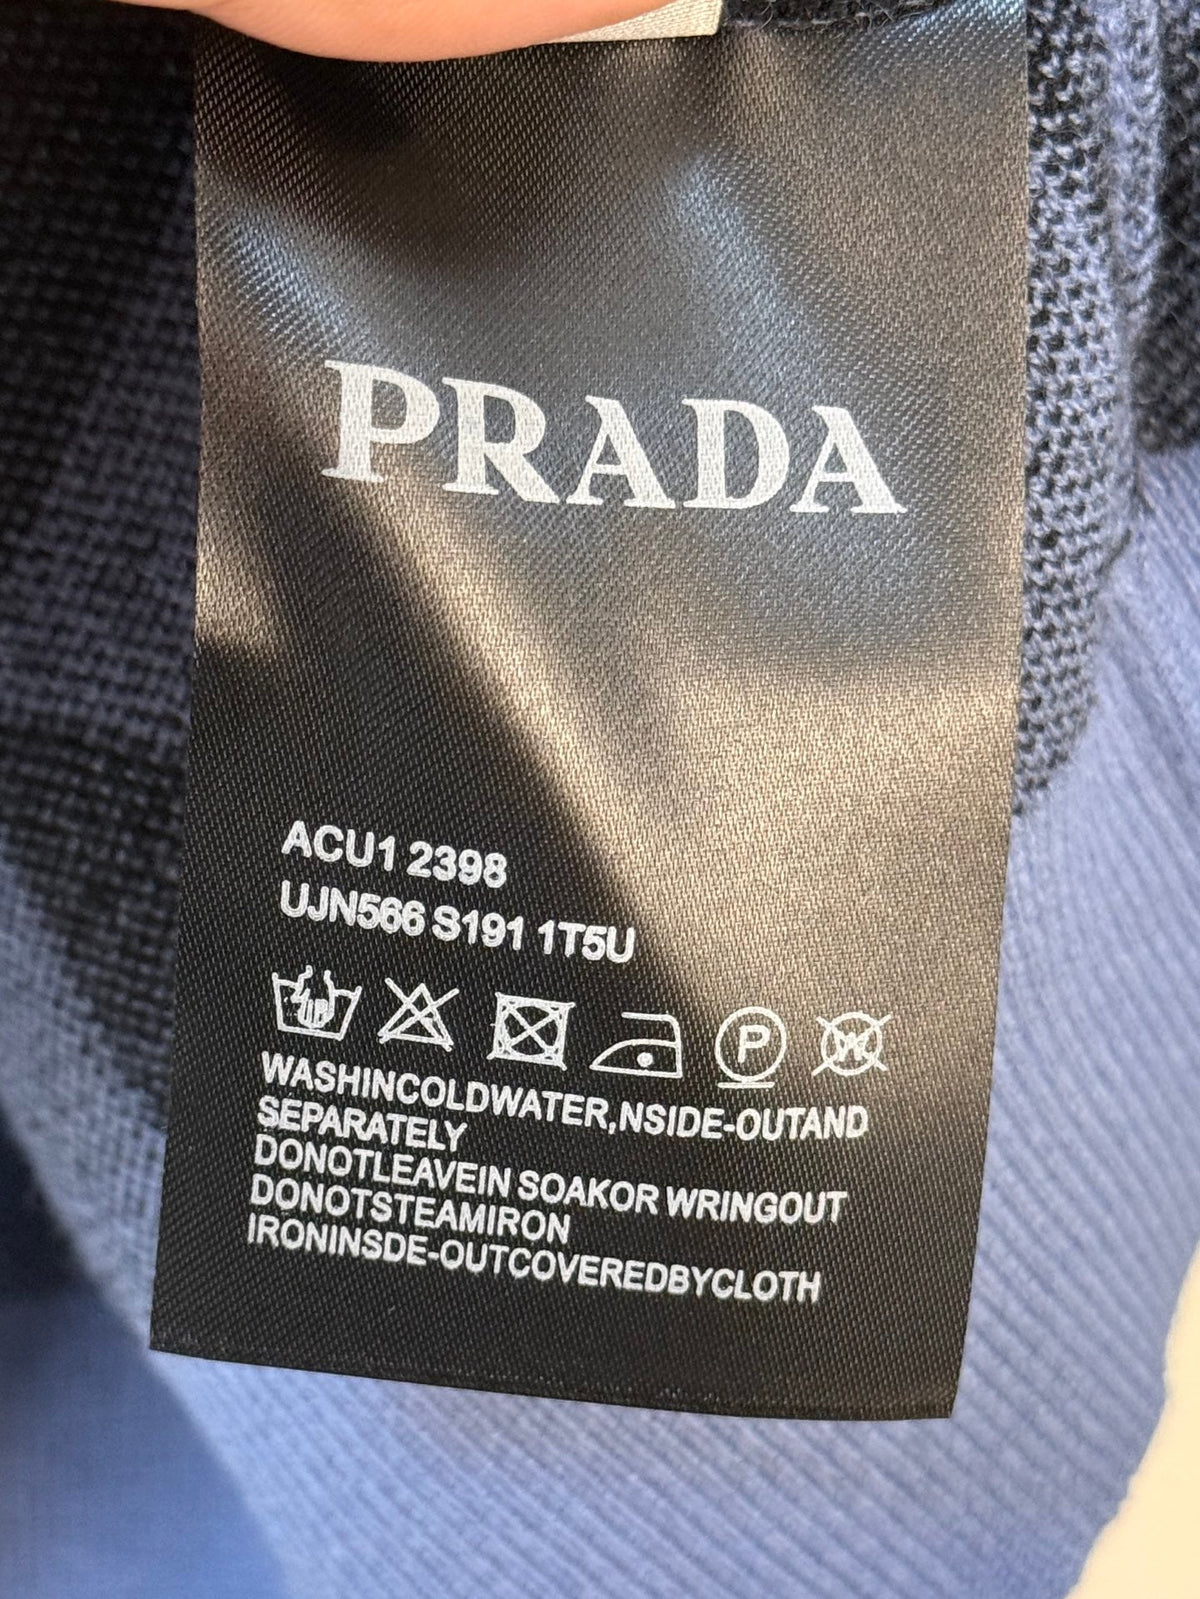 PRADA
ACU1 2398
UJN566 S191 1T5U
P W
WASHINCOLDWATER,NSIDE-OUTAND
SEPARATELY
DONOTLEAVEIN SOAKOR WRINGOUT
DONOTSTEAMIRON
IRONINSDE-OUTCOVEREDBYCLOTH